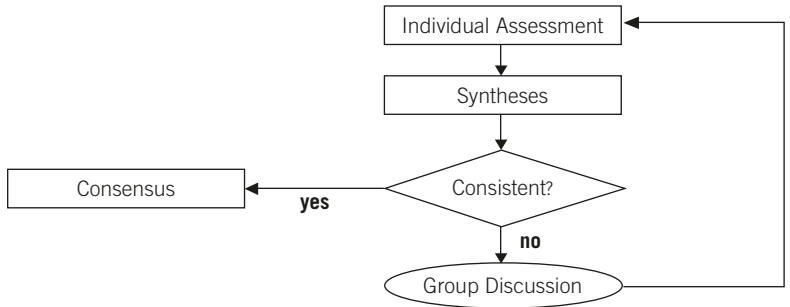 Individual Assessment
Syntheses
Consistent?
Consensus
yes
no
Group Discussion